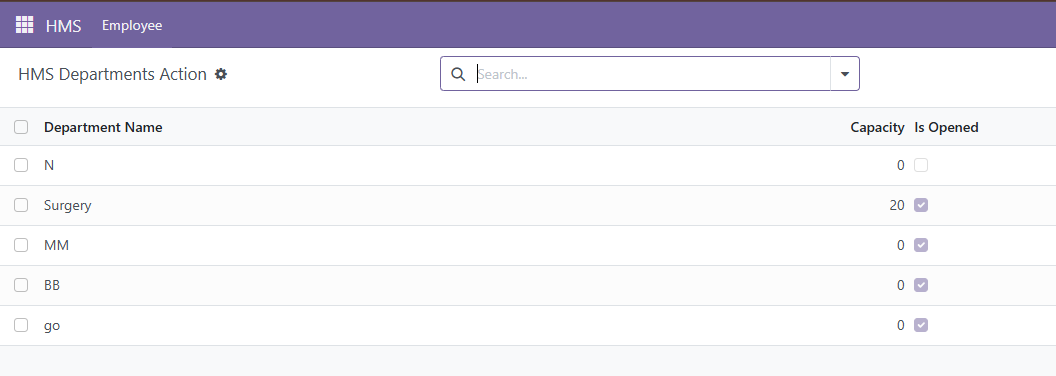 HMS Employee
HMS Departments Action
Search...
Department Name Capacity Is Opened
N 0
Surgery 20
MM 0
BB 0
go 0